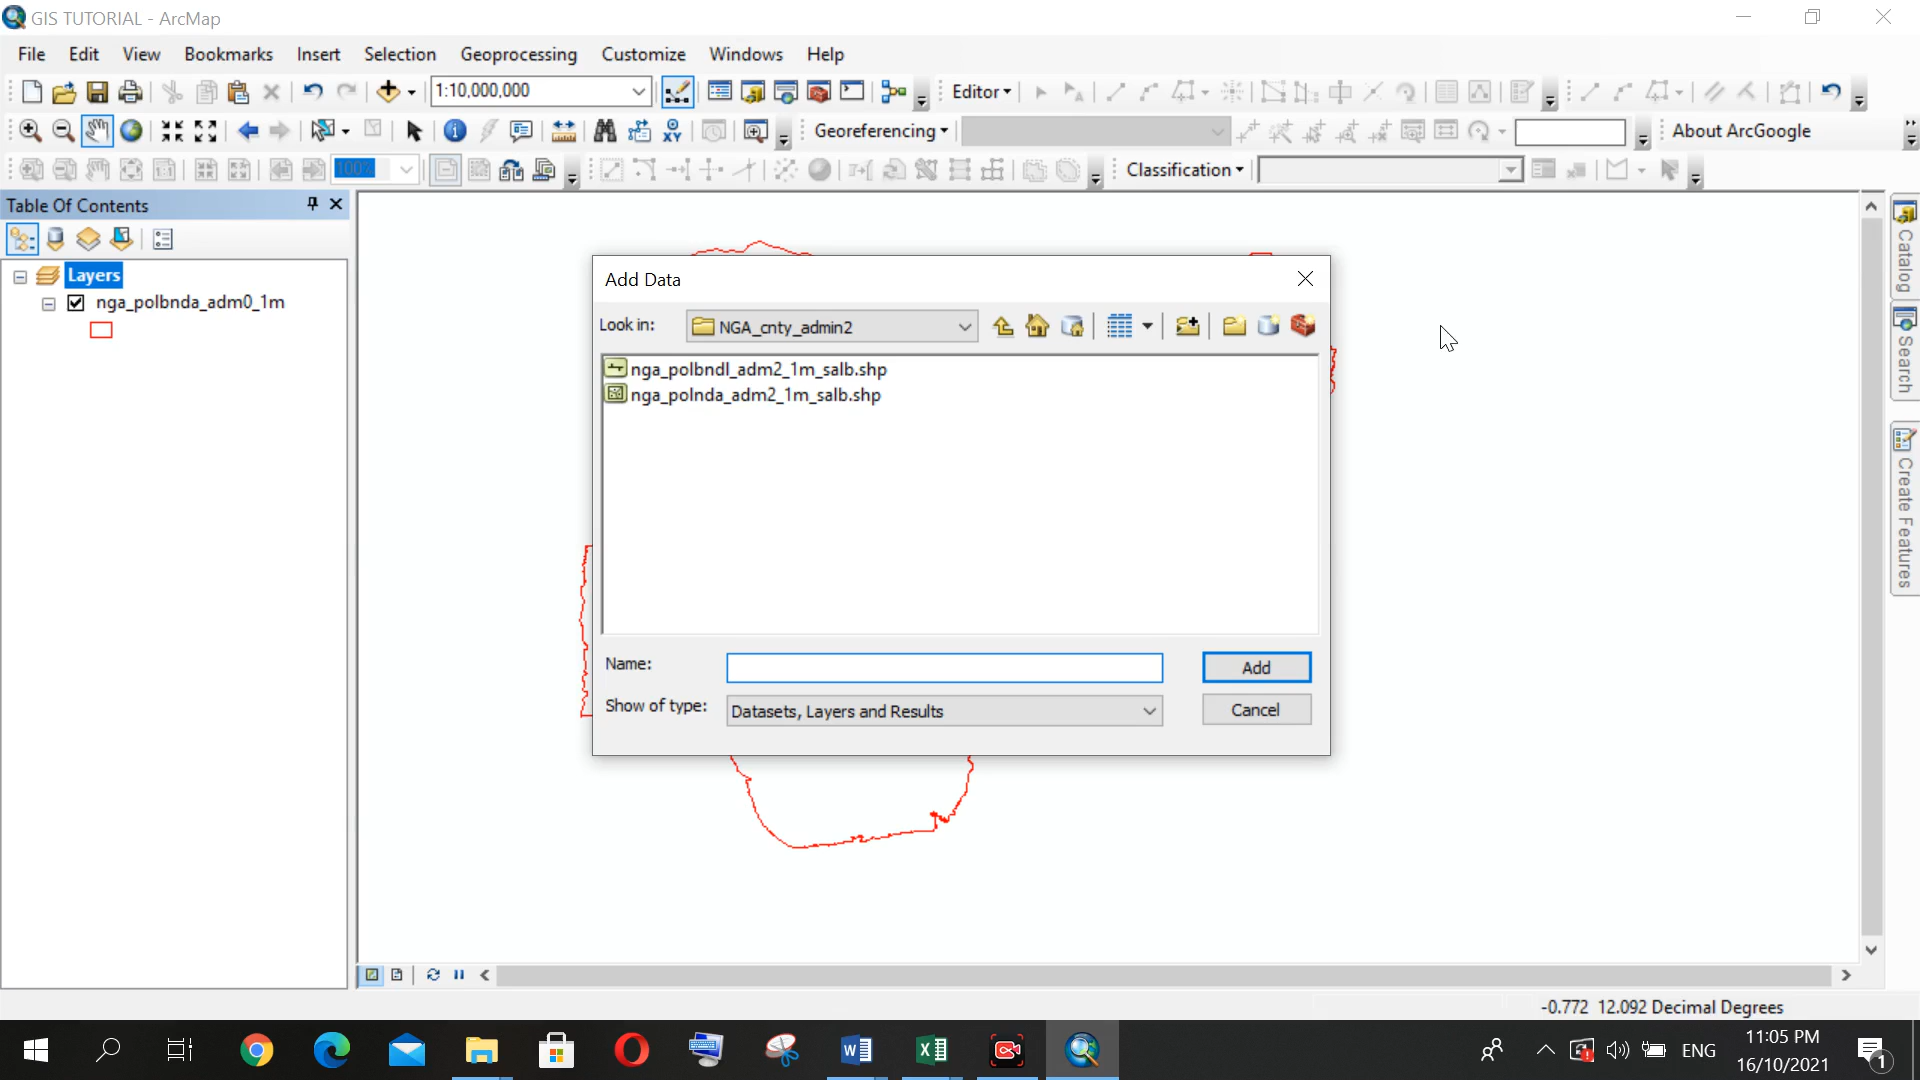 GIS TUTORIAL - ArcMap
File Edit View Bookmarks Insert Selection Geoprocessing Customize Windows Help
1:10,000,000 Editor
Georeferencing About ArcGoogle
100% Classification
Table Of Contents
Layers
nga_polbnda_adm0_1m
Add Data
Look in: NGA_cnty_admin2
nga_polbndl_adm2_1m_salb.shp
nga_polnda_adm2_1m_salb.shp
Name: Add
Show of type: Datasets, Layers and Results Cancel
Catalog
Search
Create Features
-0.772 12.092 Decimal Degrees
ENG 11:05 PM
16/10/2021
1